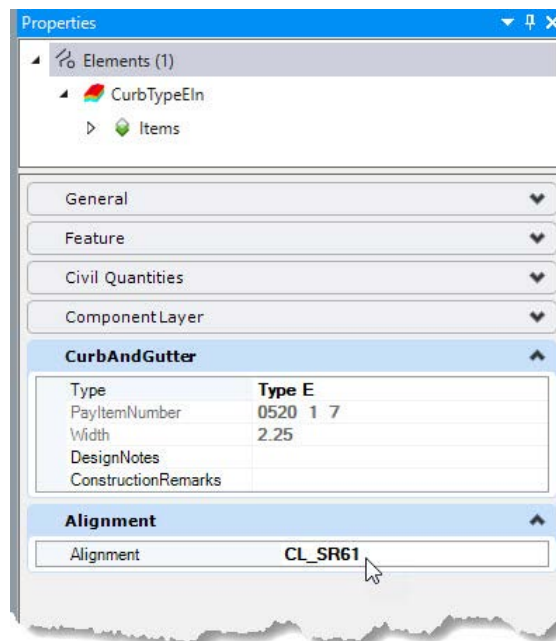 Properties
Elements (1)
CurbTypeEIn
Items
General
Feature
Civil Quantities
ComponentLayer
CurbAndGutter
Type Type E
PayItemNumber 0520 1 7
Width 2.25
DesignNotes
ConstructionRemarks
Alignment
Alignment CL_SR61